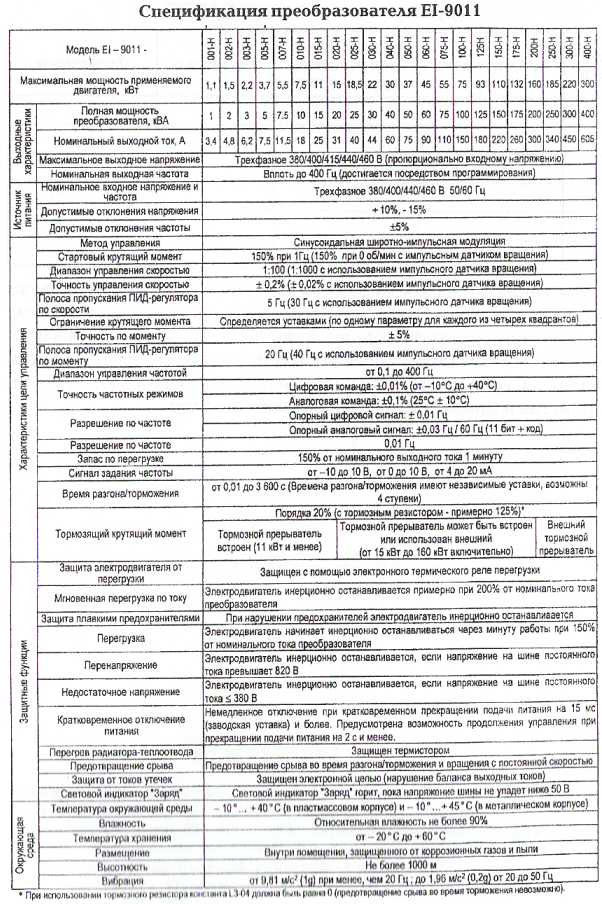 Спецификация преобразователя EI-9011
Модель EI – 9011 - 001-H 002-H 003-H 005-H 007-H 010-H 015-H 020-H 025-H 030-H 040-H 050-H 060-H 075-H 100-H 125H 150-H 175-H 200H 250-H 300-H 400-H
Максимальная мощность применяемого двигателя, кВт 1,1 1,5 2,2 3,7 5,5 7,5 11 15 18,5 22 30 37 45 55 75 93 110 132 160 185 220 300
Выходные характеристики
Полная мощность преобразователя, кВА 1 2 3 5 7.5 10 15 20 25 30 40 50 60 75 100 125 150 175 200 250 300 400
Номинальный выходной ток, А 3,4 4,8 6,2 7,5 11,5 18 25 31 40 44 60 75 90 110 150 180 220 260 300 340 450 605
Максимальное выходное напряжение Трехфазное 380/400/415/440/460 В (пропорционально входному напряжению)
Номинальная выходная частота Вплоть до 400 Гц (достигается посредством программирования)
Источник питания
Номинальное входное напряжение и частота Трехфазное 380/400/440/460 В 50/60 Гц
Допустимые отклонения напряжения + 10%, - 15%
Допустимые отклонения частоты ±5%
Характеристики цепи управления
Метод управления Синусоидальная широтно-импульсная модуляция
Стартовый крутящий момент 150% при 1Гц (150% при 0 об/мин с импульсным датчиком вращения)
Диапазон управления скоростью 1:100 (1:1000 с использованием импульсного датчика вращения)
Точность управления скоростью ± 0,2% (± 0,02% с использованием импульсного датчика вращения)
Полоса пропускания ПИД-регулятора по скорости 5 Гц (30 Гц с использованием импульсного датчика вращения)
Ограничение крутящего момента Определяется уставками (по одному параметру для каждого из четырех квадрантов)
Точность по моменту ± 5%
Полоса пропускания ПИД-регулятора по моменту 20 Гц (40 Гц с использованием импульсного датчика вращения)
Диапазон управления частотой от 0,1 до 400 Гц
Точность частотных режимов Цифровая команда: ±0,01% (от –10°С до +40°С)
Аналоговая команда: ±0,1% (25°С ± 10°С)
Разрешение по частоте Опорный цифровой сигнал: ± 0,01 Гц
Опорный аналоговый сигнал: ±0,03 Гц / 60 Гц (11 бит + код)
Разрешение по частоте 0,01 Гц
Запас по перегрузке 150% от номинального выходного тока 1 минуту
Сигнал задания частоты от –10 до 10 В, от 0 до 10 В, от 4 до 20 мА
Время разгона/торможения от 0,01 до 3 600 с (Времена разгона/торможения имеют независимые уставки, возможны 4 ступени)
Тормозящий крутящий момент Порядка 20% (с тормозным резистором - примерно 125%)*
Тормозной прерыватель встроен (11 кВт и менее)
Тормозной прерыватель может быть встроен или использован внешний (от 15 кВт до 160 кВт включительно)
Внешний тормозной прерыватель
Защитные функции
Защита электродвигателя от перегрузки Защищен с помощью электронного термического реле перегрузки
Мгновенная перегрузка по току Электродвигатель инерционно останавливается примерно при 200% от номинального тока преобразователя
Защита плавкими предохранителями При нарушении предохранителей электродвигатель инерционно останавливается
Перегрузка Электродвигатель начинает инерционно останавливаться через минуту работы при 150% от номинального тока преобразователя
Перенапряжение Электродвигатель инерционно останавливается, если напряжение на шине постоянного тока превышает 820 В
Недостаточное напряжение Электродвигатель инерционно останавливается, если напряжение на шине постоянного тока ≤ 380 В
Кратковременное отключение питания Немедленное отключение при кратковременном прекращении подачи питания на 15 мс (заводская уставка) и более. Предусмотрена возможность продолжения управления при прекращении подачи питания на 2 с и менее.
Перегрев радиатора-теплоотвода Защищен термистором
Предотвращение срыва Предотвращение срыва во время разгона/торможения и вращения с постоянной скоростью
Защита от токов утечек Защищен электронной цепью (нарушение баланса выходных токов)
Световой индикатор "Заряд" Световой индикатор "Заряд" горит, пока напряжение шины не упадет ниже 50 В
Окружающая среда
Температура окружающей среды – 10°... + 40°С (в пластмассовом корпусе) и – 10°...+ 45°С (в металлическом корпусе)
Влажность Относительная влажность не более 90%
Температура хранения от – 20°С до +60°С
Размещение Внутри помещения, защищенного от коррозионных газов и пыли
Высотность Не более 1000 м
Вибрация от 9,81 м/с² (1g) при менее, чем 20 Гц ; до 1,96 м/с² (0,2g) от 20 до 50 Гц
* При использовании тормозного резистора константа L3-04 должна быть равна 0 (предотвращение срыва во время торможения невозможно).